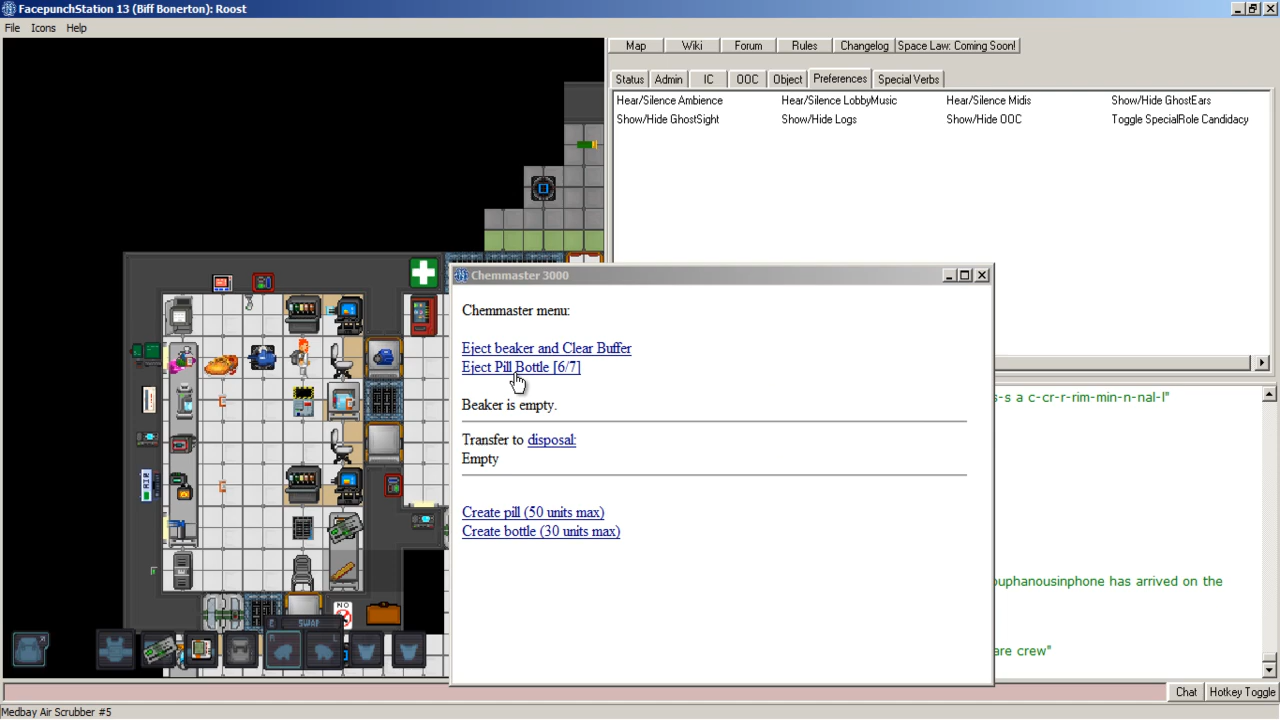 FacepunchStation 13 (Biff Bonerton): Roost
File Icons Help
Map Wiki Forum Rules Changelog Space Law: Coming Soon!
Status Admin IC OOC Object Preferences Special Verbs
Hear/Silence Ambience Hear/Silence LobbyMusic Hear/Silence Midis Show/Hide GhostEars
Show/Hide GhostSight Show/Hide Logs Show/Hide OOC Toggle SpecialRole Candidacy
Chemmaster 3000
Chemmaster menu:
Eject beaker and Clear Buffer
Eject Pill Bottle [6/7]
Beaker is empty.
Transfer to disposal:
Empty
Create pill (50 units max)
Create bottle (30 units max)
s-s a c-cr-r-rim-min-n-nal-l"
ouphanousinphone has arrived on the
are crew"
AIR
NO
SWAP
R L
Chat Hotkey Toggle
Medbay Air Scrubber #5